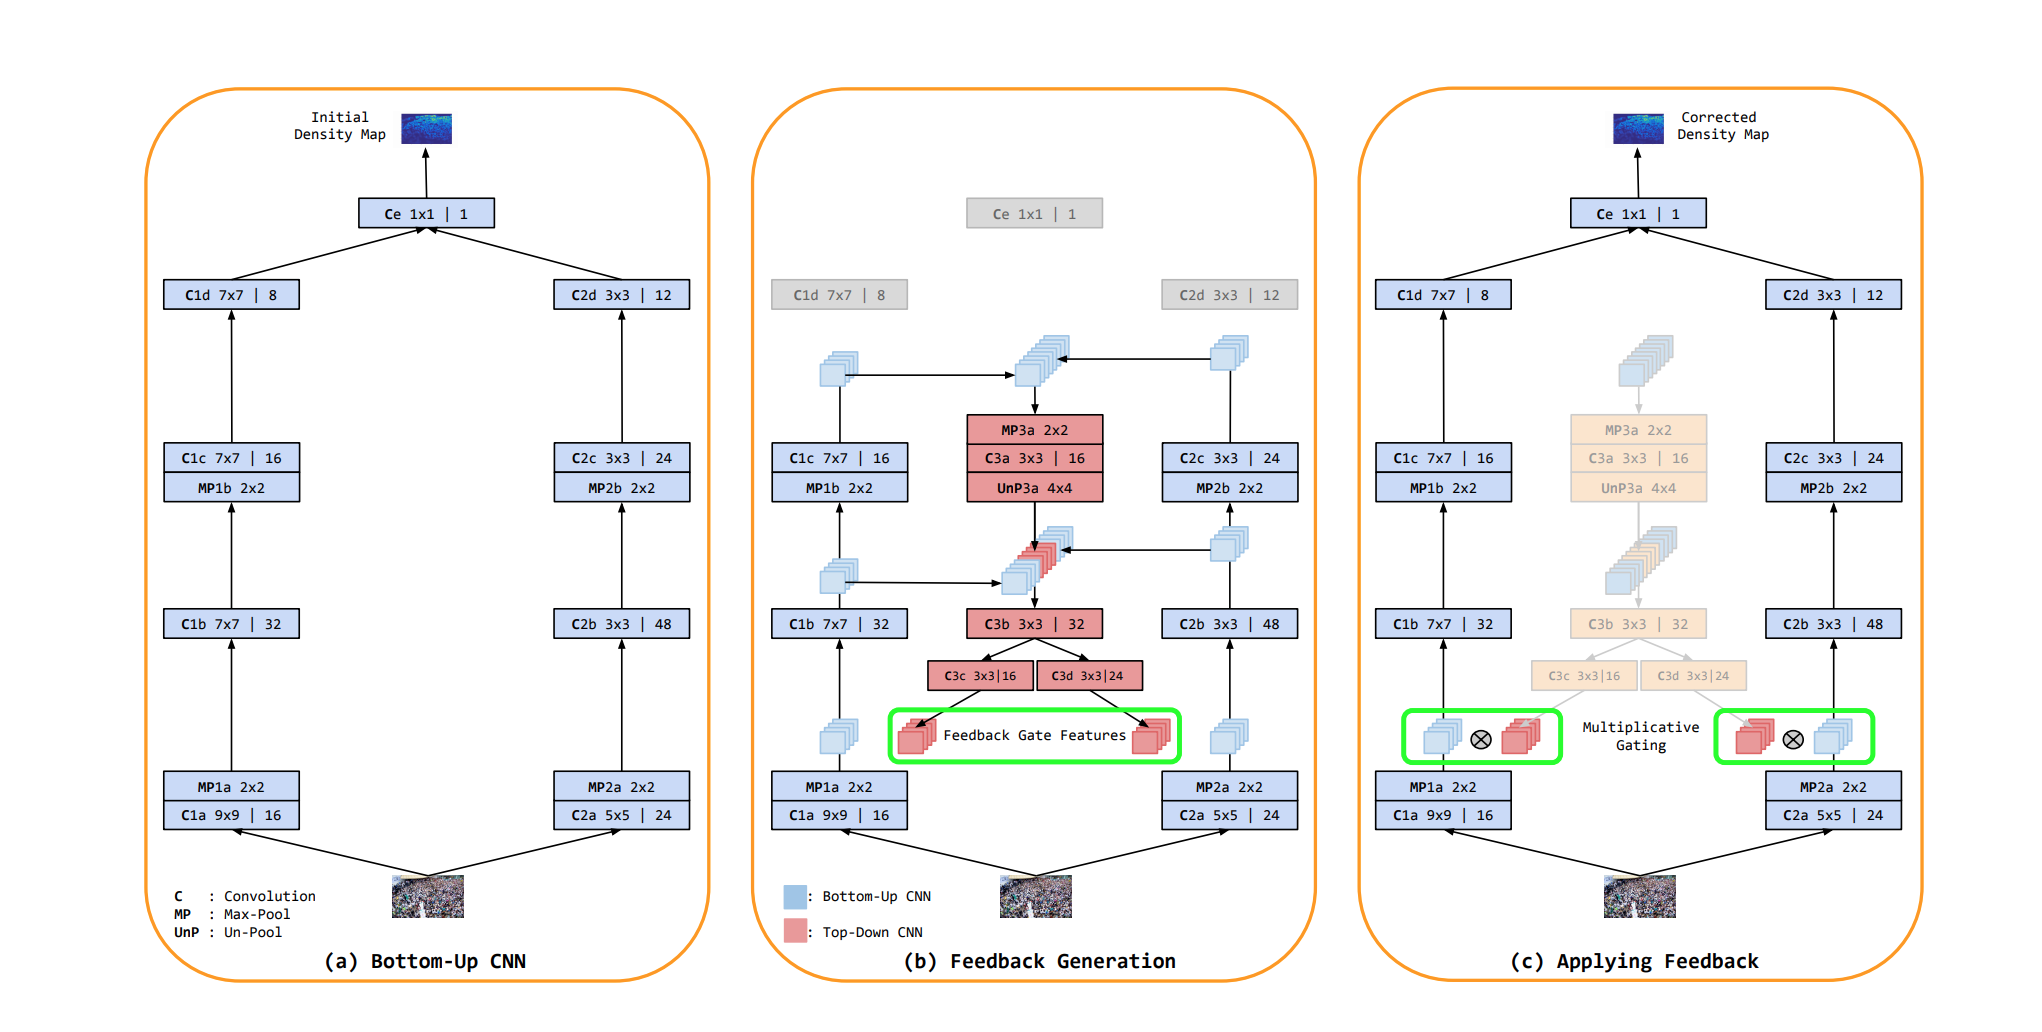 Initial
Density Map
Ce 1x1 | 1
C1d 7x7 | 8
C2d 3x3 | 12
C1c 7x7 | 16
MP1b 2x2
C2c 3x3 | 24
MP2b 2x2
C1b 7x7 | 32
C2b 3x3 | 48
MP1a 2x2
C1a 9x9 | 16
MP2a 2x2
C2a 5x5 | 24
C : Convolution
MP : Max-Pool
UnP : Un-Pool
(a) Bottom-Up CNN
Ce 1x1 | 1
C1d 7x7 | 8
C2d 3x3 | 12
MP3a 2x2
C3a 3x3 | 16
UnP3a 4x4
C1c 7x7 | 16
MP1b 2x2
C2c 3x3 | 24
MP2b 2x2
C1b 7x7 | 32
C3b 3x3 | 32
C2b 3x3 | 48
C3c 3x3|16
C3d 3x3|24
Feedback Gate Features
MP1a 2x2
C1a 9x9 | 16
MP2a 2x2
C2a 5x5 | 24
: Bottom-Up CNN
: Top-Down CNN
(b) Feedback Generation
Corrected
Density Map
Ce 1x1 | 1
C1d 7x7 | 8
C2d 3x3 | 12
MP3a 2x2
C3a 3x3 | 16
UnP3a 4x4
C1c 7x7 | 16
MP1b 2x2
C2c 3x3 | 24
MP2b 2x2
C1b 7x7 | 32
C3b 3x3 | 32
C2b 3x3 | 48
C3c 3x3|16
C3d 3x3|24
Multiplicative
Gating
MP1a 2x2
C1a 9x9 | 16
MP2a 2x2
C2a 5x5 | 24
(c) Applying Feedback